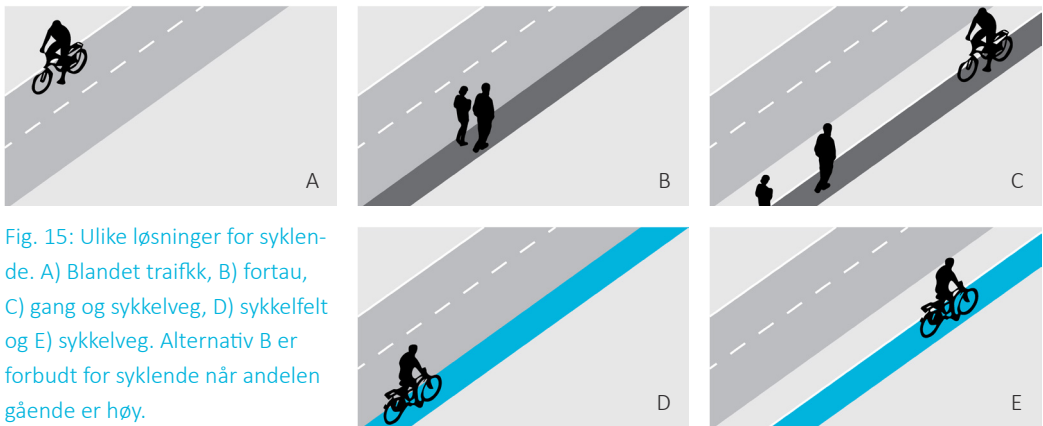 A
B
C
Fig. 15: Ulike løsninger for syklen-
de. A) Blandet traifkk, B) fortau,
C) gang og sykkelveg, D) sykkelfelt
og E) sykkelveg. Alternativ B er
forbudt for syklende når andelen
gående er høy.
D
E